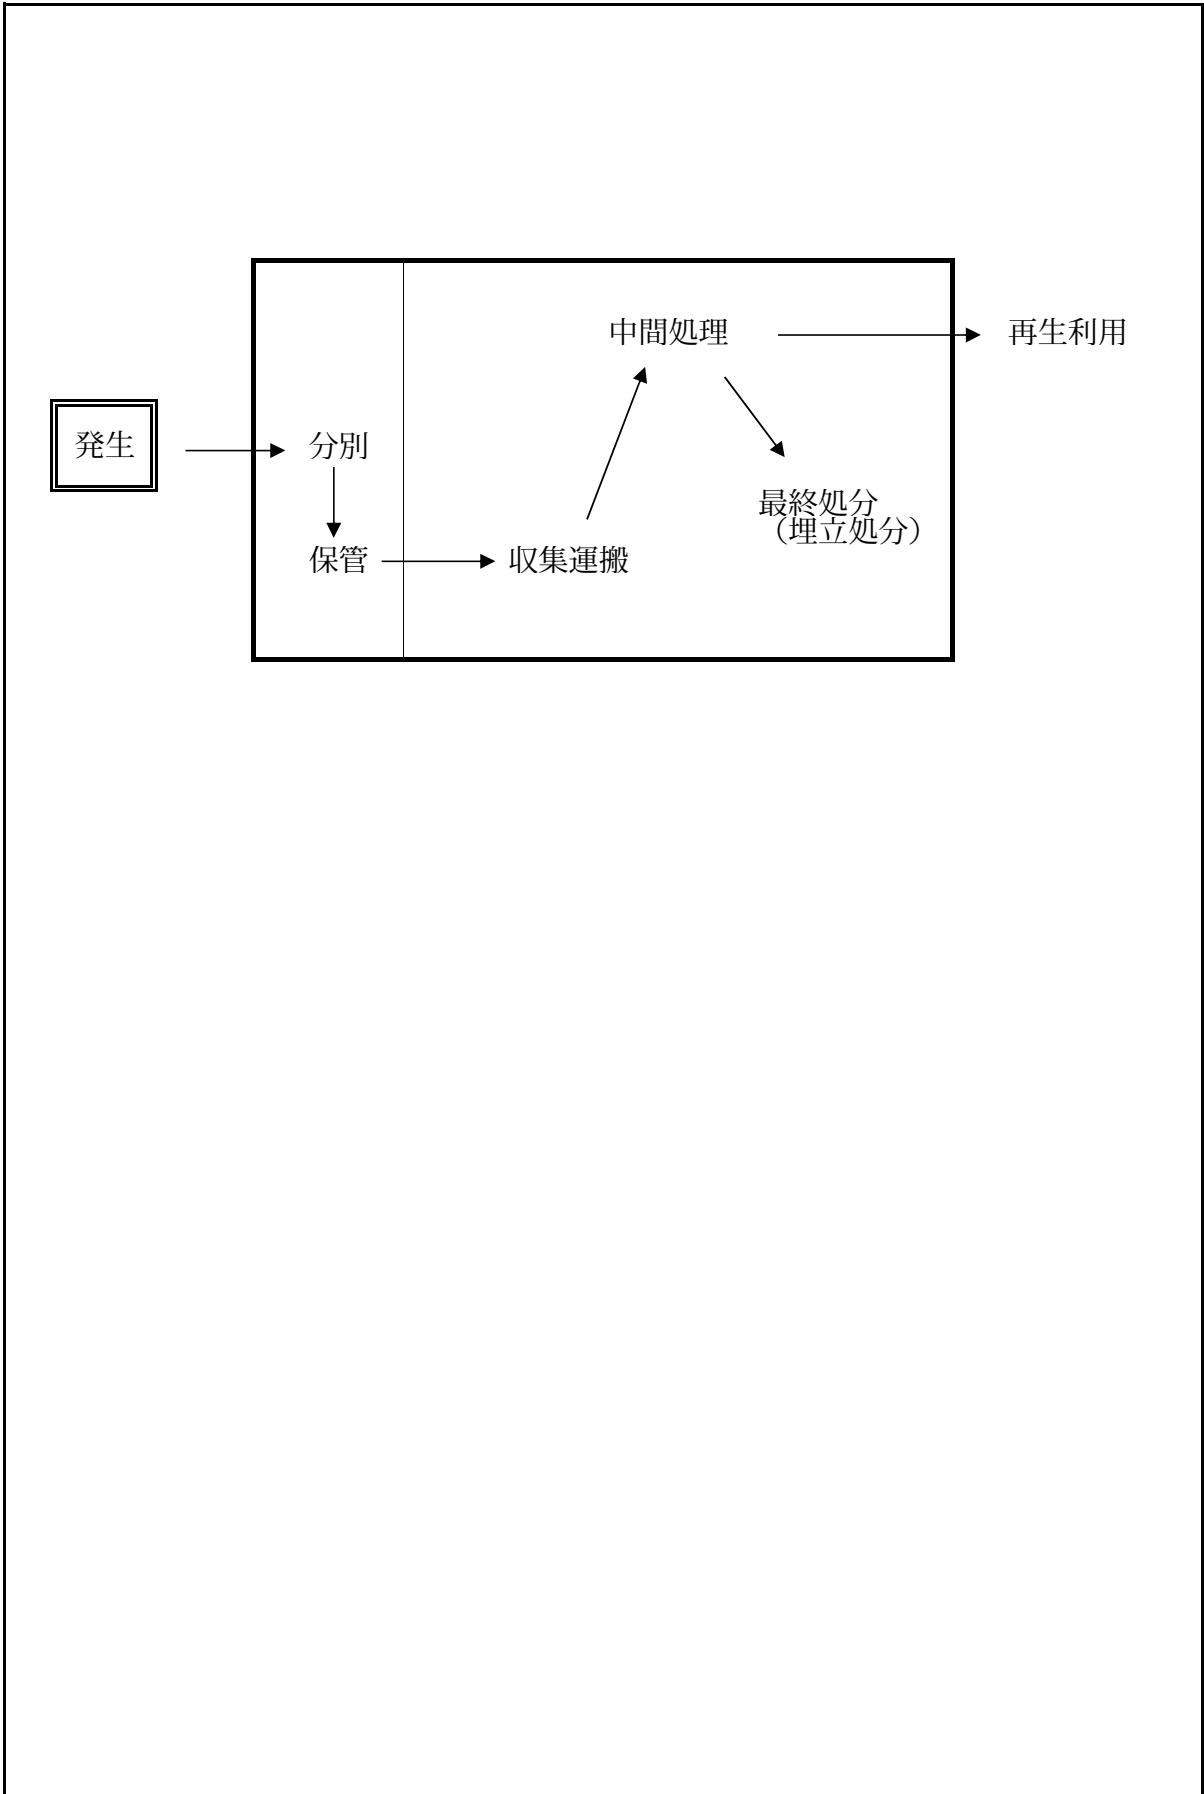 中間処理
再生利用
発生
分別
最終処分
（埋立処分）
保管
収集運搬